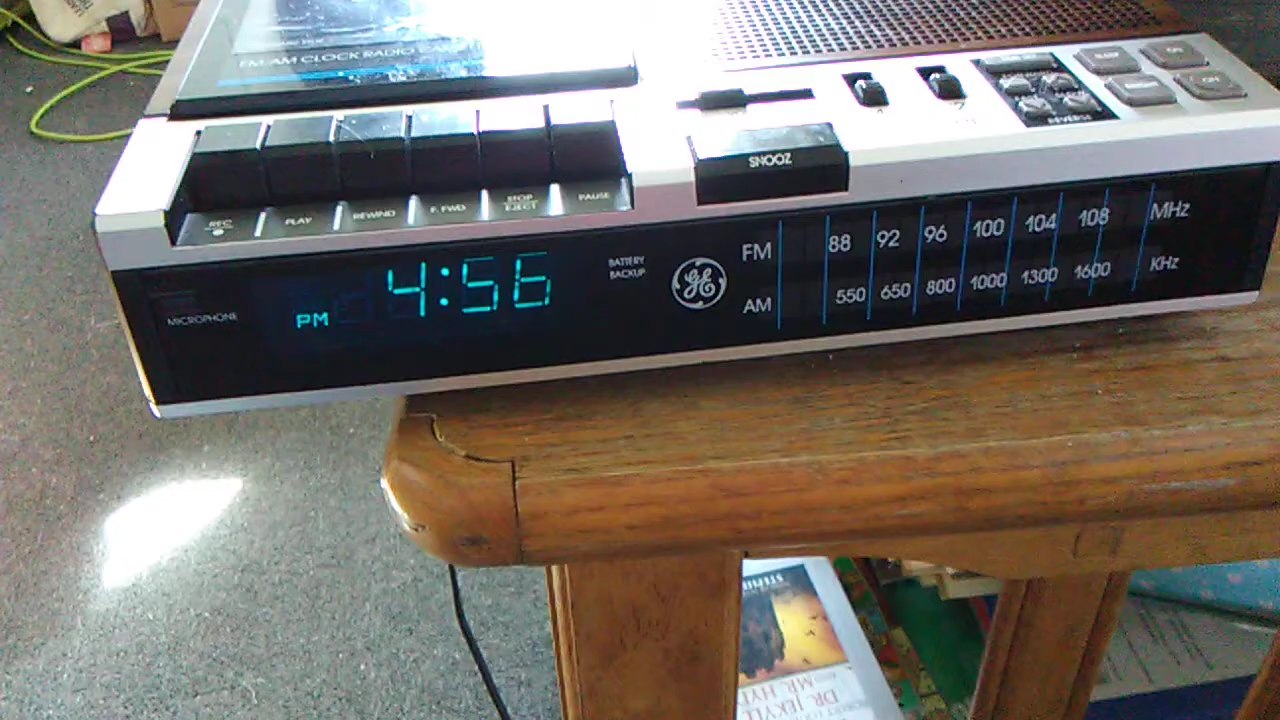 FM/AM CLOCK RADIO
SNOOZ
REVERSE
REC
PLAY
REWIND
F. FWD
STOP
EJECT
PAUSE
MICROPHONE
PM 4:56
BATTERY
BACKUP
GE
FM 88 92 96 100 104 108 MHz
AM 550 650 800 1000 1300 1600 KHz
DR. JEKYLL
MR. HY